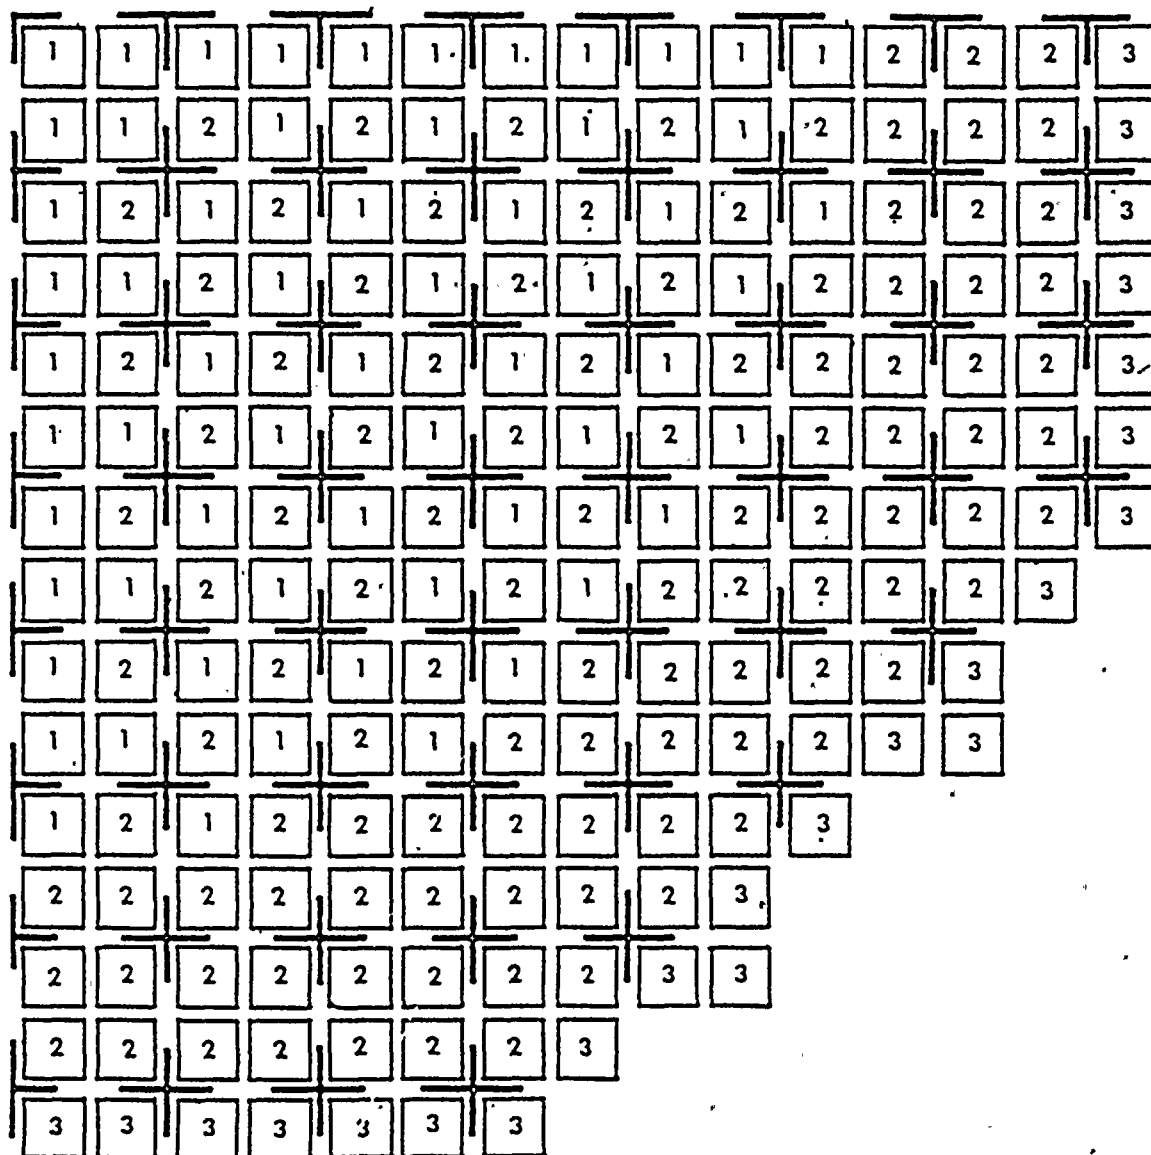 1 1 1 1 1 1 1 1 1 1 1 2 2 2 3
1 1 2 1 2 1 2 1 2 1 2 2 2 2 3
1 2 1 2 1 2 1 2 1 2 1 2 2 2 3
1 1 2 1 2 1 2 1 2 1 2 2 2 2 3
1 2 1 2 1 2 1 2 1 2 2 2 2 2 3
1 1 2 1 2 1 2 1 2 1 2 2 2 2 3
1 2 1 2 1 2 1 2 1 2 2 2 2 2 3
1 1 2 1 2 1 2 1 2 2 2 2 2 3
1 2 1 2 1 2 1 2 2 2 2 2 3
1 1 2 1 2 1 2 2 2 2 2 3 3
1 2 1 2 2 2 2 2 2 2 3
2 2 2 2 2 2 2 2 2 3
2 2 2 2 2 2 2 2 3 3
2 2 2 2 2 2 2 3
3 3 3 3 3 3 3